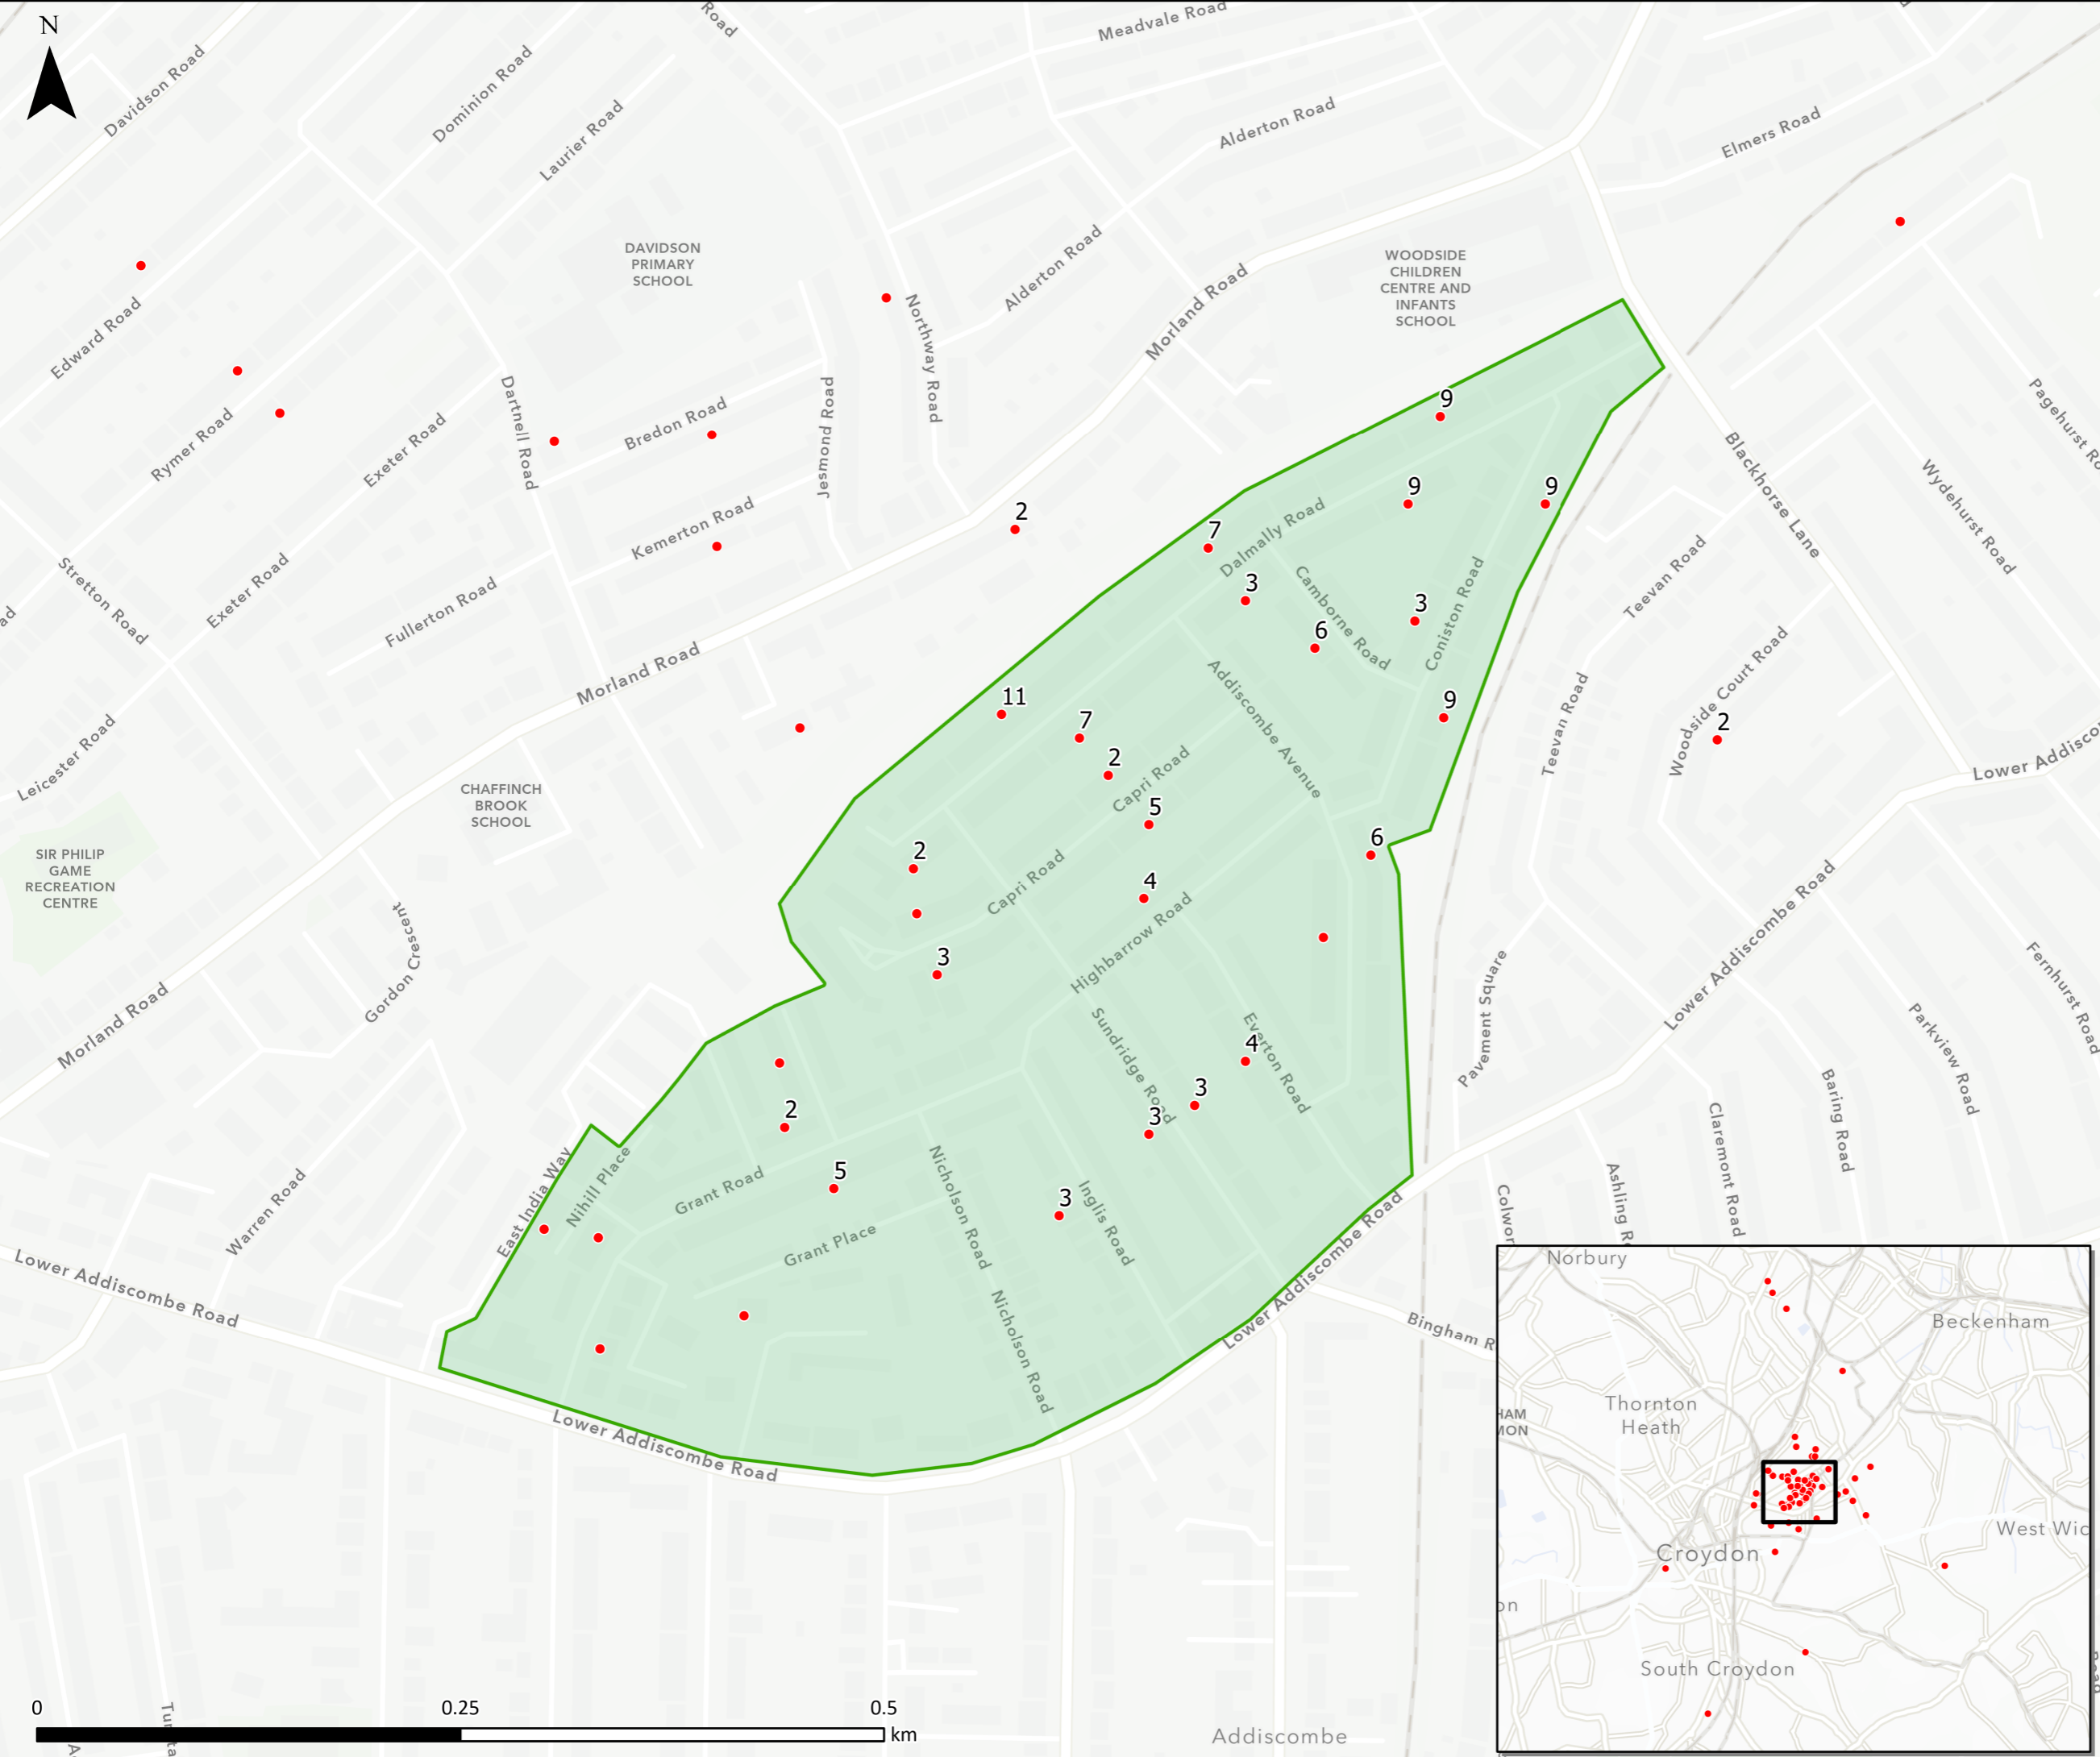 N
Davidson Road
Dominion Road
Laurier Road
Road
Meadvale Road
Alderton Road
Elmers Road
DAVIDSON
PRIMARY
SCHOOL
WOODSIDE
CHILDREN
CENTRE AND
INFANTS
SCHOOL
Alderton Road
Morland Road
Northway Road
Edward Road
Rymer Road
Exeter Road
Dartnell Road
Bredon Road
Jesmond Road
Kemerton Road
Fullerton Road
Stretton Road
Exeter Road
Leicester Road
Morland Road
9
9
9
2
7
3
3
6
Dalmally Road
Camborne Road
Coniston Road
Blackhorse Lane
Wydehurst Road
Teevan Road
Woodside Court Road
Teevan Road
2
11
7
2
9
Addiscombe Avenue
Capri Road
5
6
2
4
3
Capri Road
Highbarrow Road
Lower Addiscombe Road
CHAFFINCH
BROOK
SCHOOL
SIR PHILIP
GAME
RECREATION
CENTRE
Gordon Crescent
Morland Road
Pavement Square
Fernhurst Road
Parkview Road
Baring Road
Claremont Road
Sundridge Road
Everton Road
4
3
3
2
5
3
East India Way
Nihill Place
Grant Road
Grant Place
Nicholson Road
Inglis Road
Nicholson Road
Warren Road
Lower Addiscombe Road
Lower Addiscombe Road
Lower Addiscombe Road
Norbury
Beckenham
Thornton
Heath
Croydon
South Croydon
0
0.25
0.5
km
Addiscombe